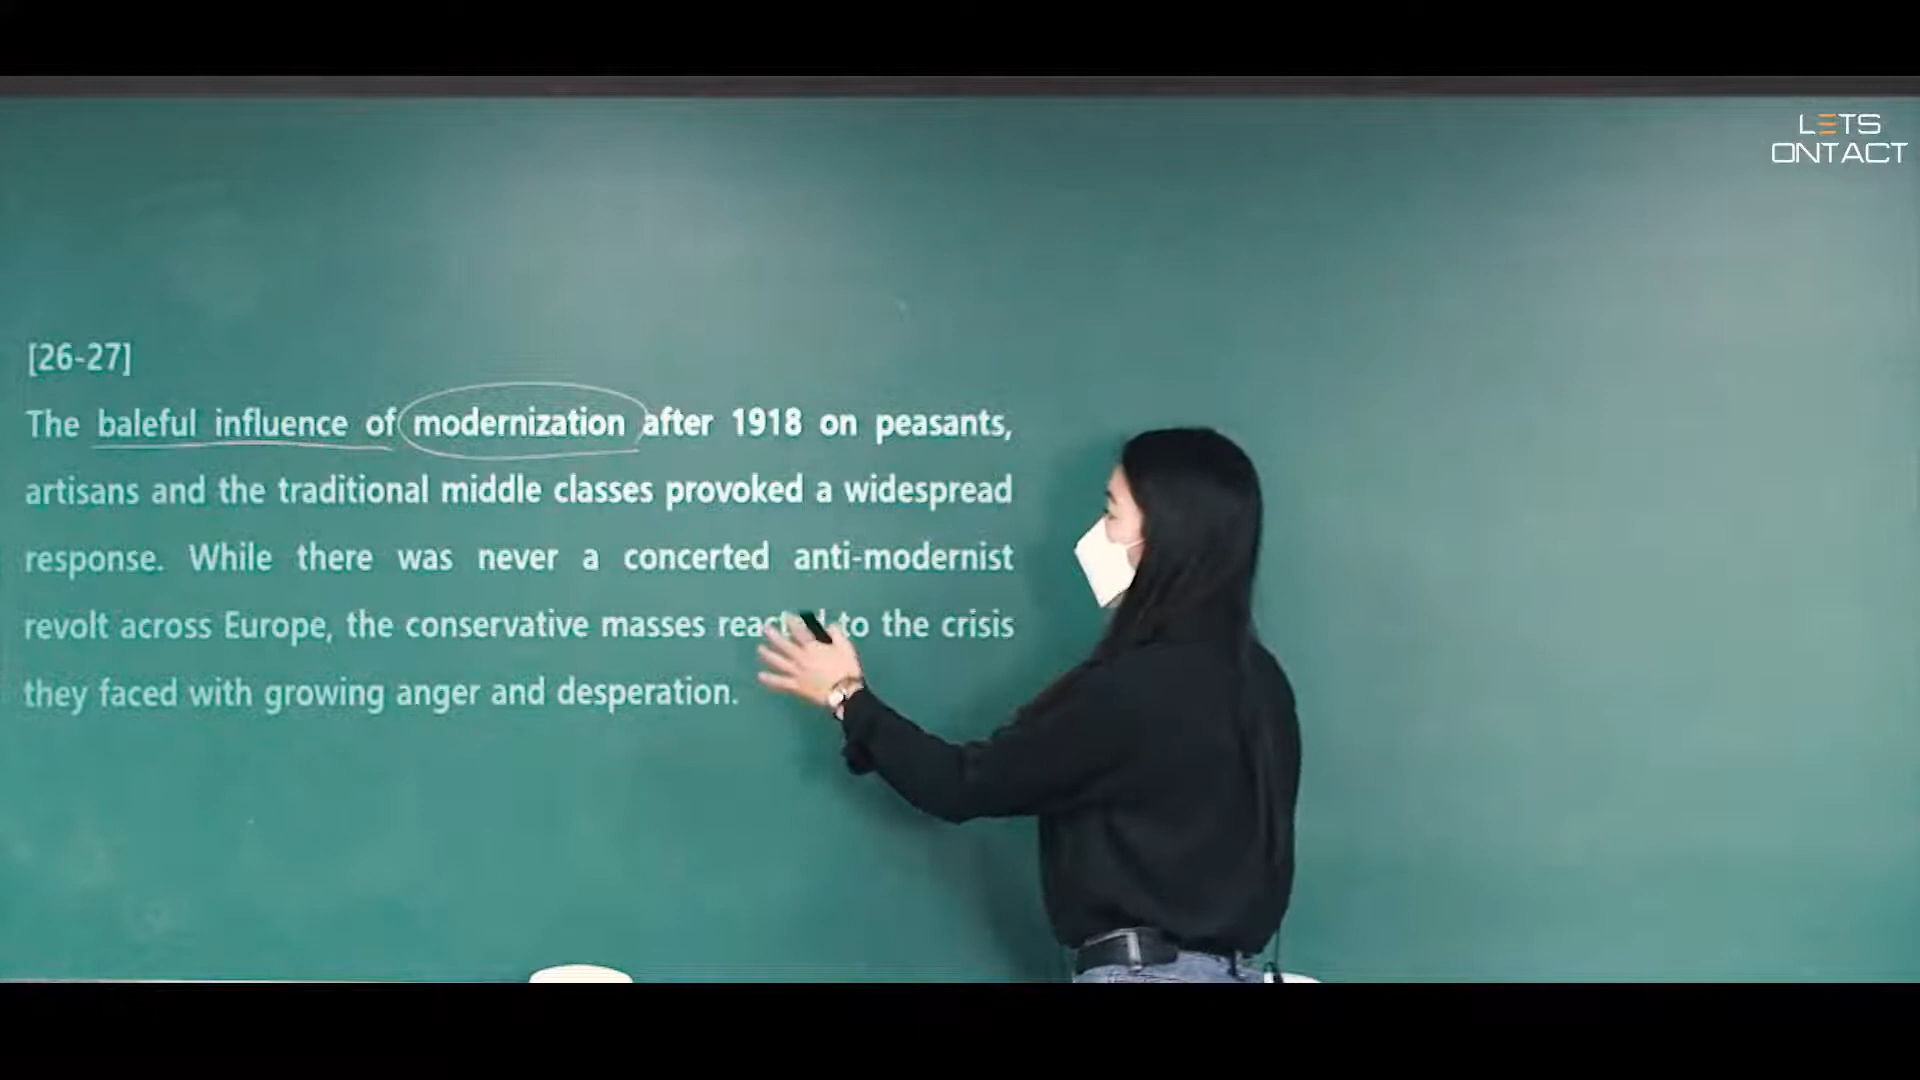 LETS
ONTACT
[26-27]
The baleful influence of modernization after 1918 on peasants,
artisans and the traditional middle classes provoked a widespread
response. While there was never a concerted anti-modernist
revolt across Europe, the conservative masses reacted to the crisis
they faced with growing anger and desperation.